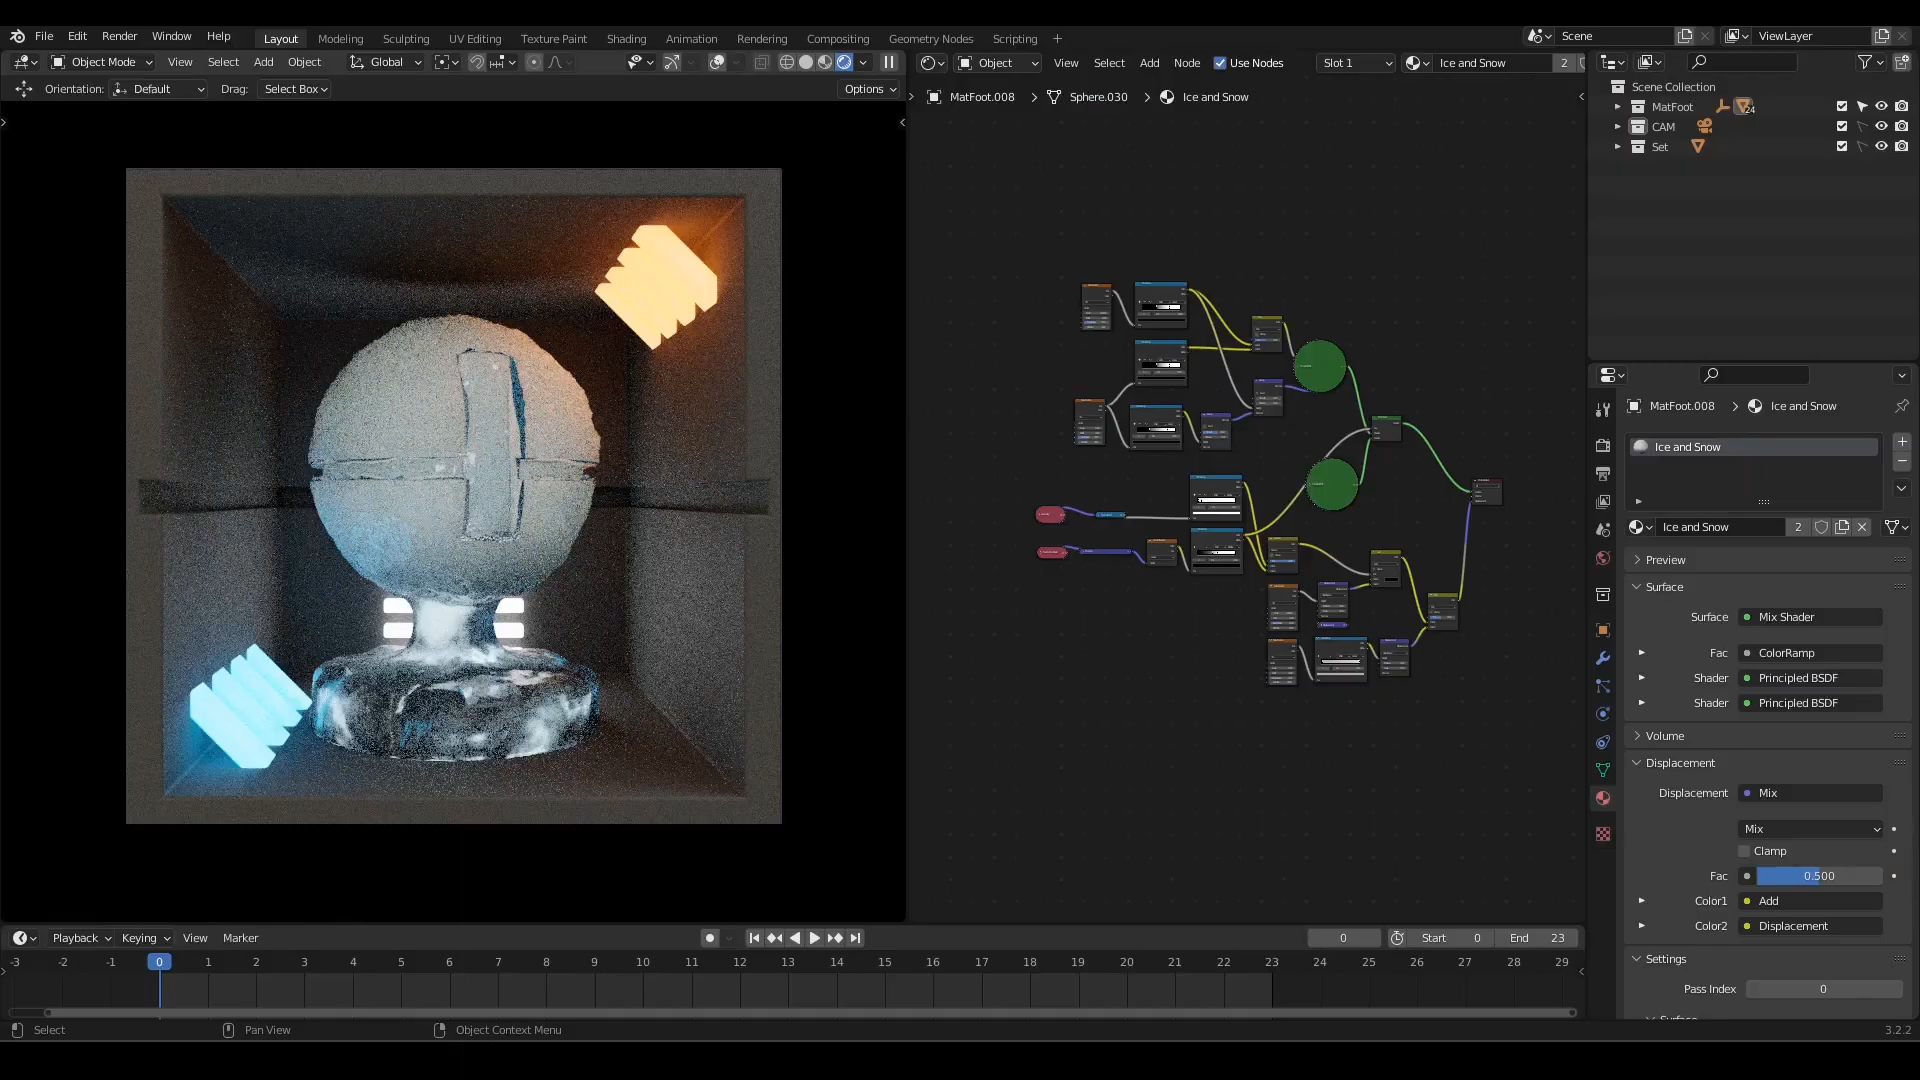 File Edit Render Window Help
Layout Modeling Sculpting UV Editing Texture Paint Shading Animation Rendering Compositing Geometry Nodes Scripting
Scene
ViewLayer
Object Mode View Select Add Object
Global
Orientation: Default Drag: Select Box
Options
Object View Select Add Node Use Nodes Slot 1 Ice and Snow 2
MatFoot.008 Sphere.030 Ice and Snow
Scene Collection
MatFoot 24
CAM
Set
MatFoot.008 Ice and Snow
Ice and Snow
Ice and Snow 2
Preview
Surface
Surface Mix Shader
Fac ColorRamp
Shader Principled BSDF
Shader Principled BSDF
Volume
Displacement
Displacement Mix
Mix
Clamp
Fac 0.500
Color1 Add
Color2 Displacement
Settings
Pass Index 0
Surface
Playback Keying View Marker
0 Start 0 End 23
-3 -2 -1 0 1 2 3 4 5 6 7 8 9 10 11 12 13 14 15 16 17 18 19 20 21 22 23 24 25 26 27 28 29
Select Pan View Object Context Menu
3.2.2